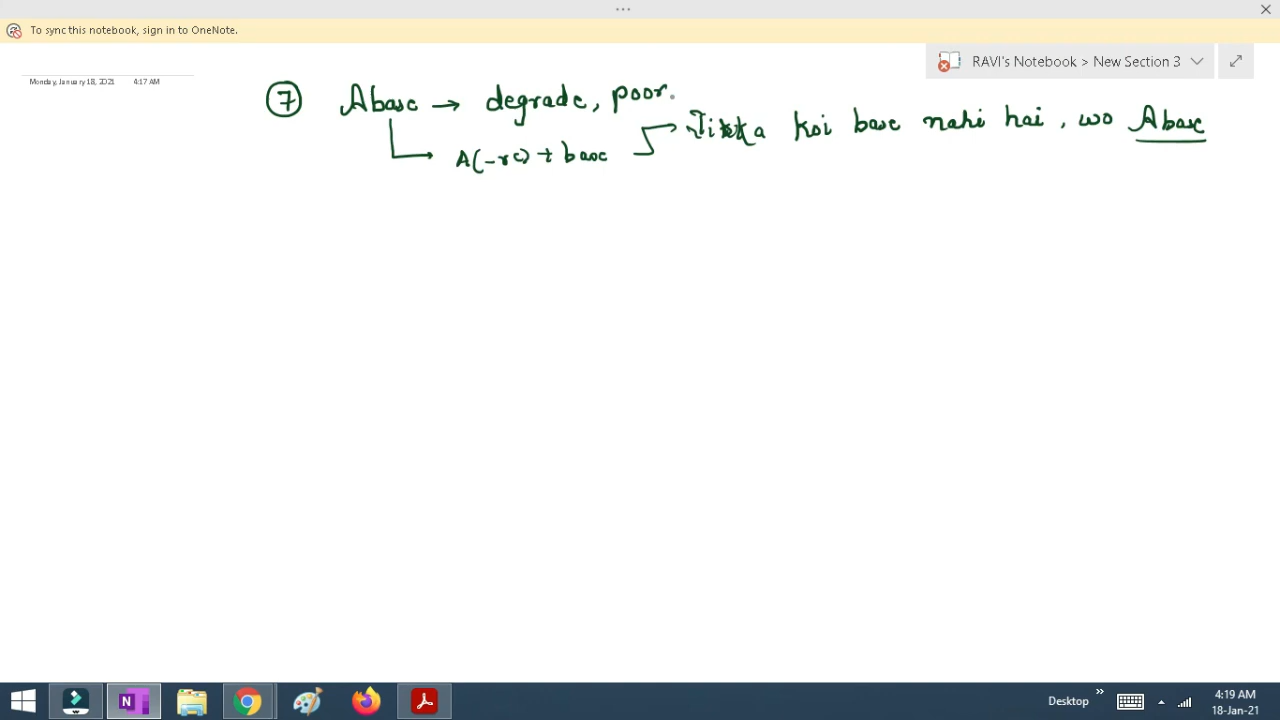 To sync this notebook, sign in to OneNote.
RAVI's Notebook > New Section 3
Monday, January 18, 2021 4:17 AM
7 Abase → degrade, poor.
A(-ve) + base → Jiska koi base nahi hai, wo Abase
Desktop
4:19 AM
18-Jan-21